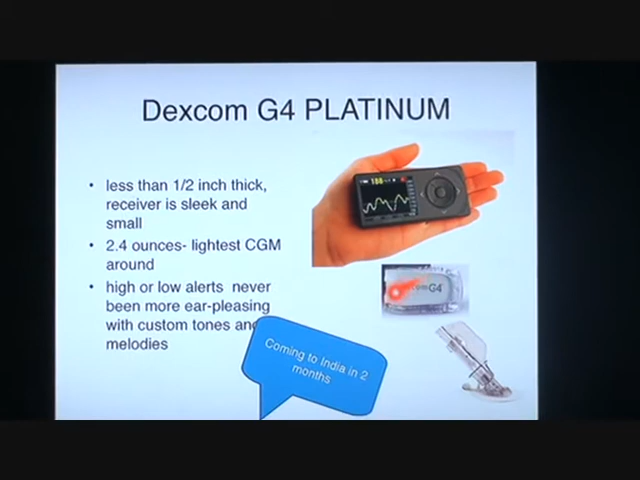 Dexcom G4 PLATINUM
• less than 1/2 inch thick,
receiver is sleek and
small
• 2.4 ounces- lightest CGM
around
• high or low alerts never
been more ear-pleasing
with custom tones and
melodies
Coming to India in 2
months
G4